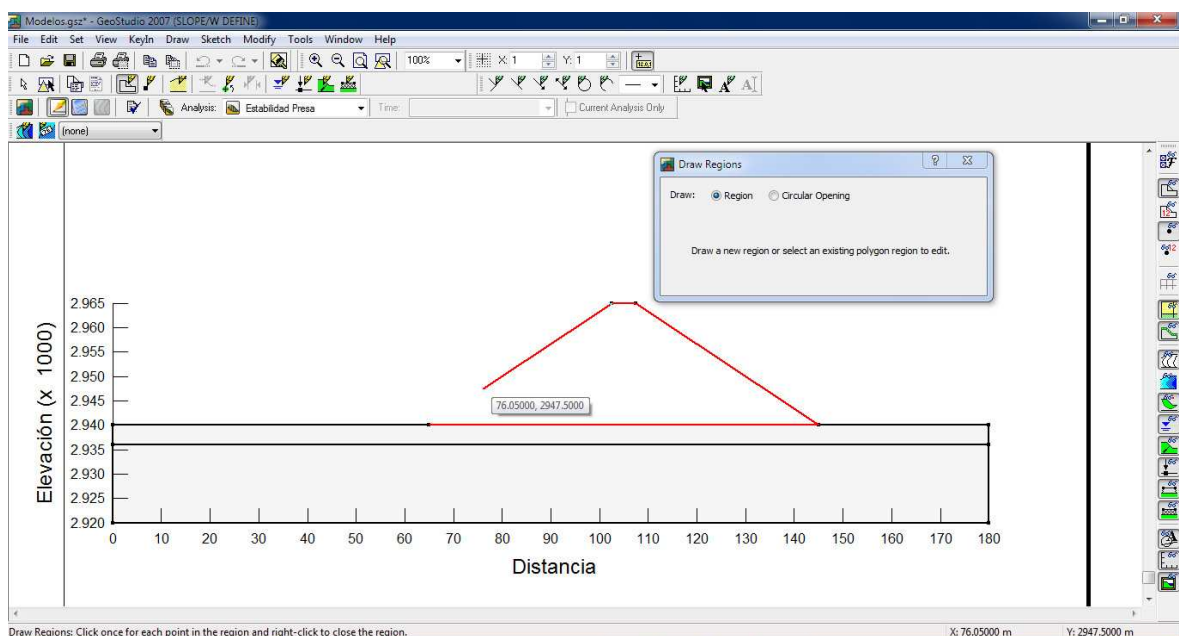 Modelos.gsz* - GeoStudio 2007 (SLOPE/W DEFINE)
File Edit Set View KeyIn Draw Sketch Modify Tools Window Help
100% X: 1 Y: 1
Analysis: Estabilidad Presa Time: Current Analysis Only
(none)
Draw Regions
Draw: Region Circular Opening
Draw a new region or select an existing polygon region to edit.
Elevación (x 1000)
2.965
2.960
2.955
2.950
2.945
2.940
2.935
2.930
2.925
2.920
76.05000, 2947.5000
0 10 20 30 40 50 60 70 80 90 100 110 120 130 140 150 160 170 180
Distancia
Draw Regions: Click once for each point in the region and right-click to close the region. X: 76.05000 m Y: 2947.5000 m